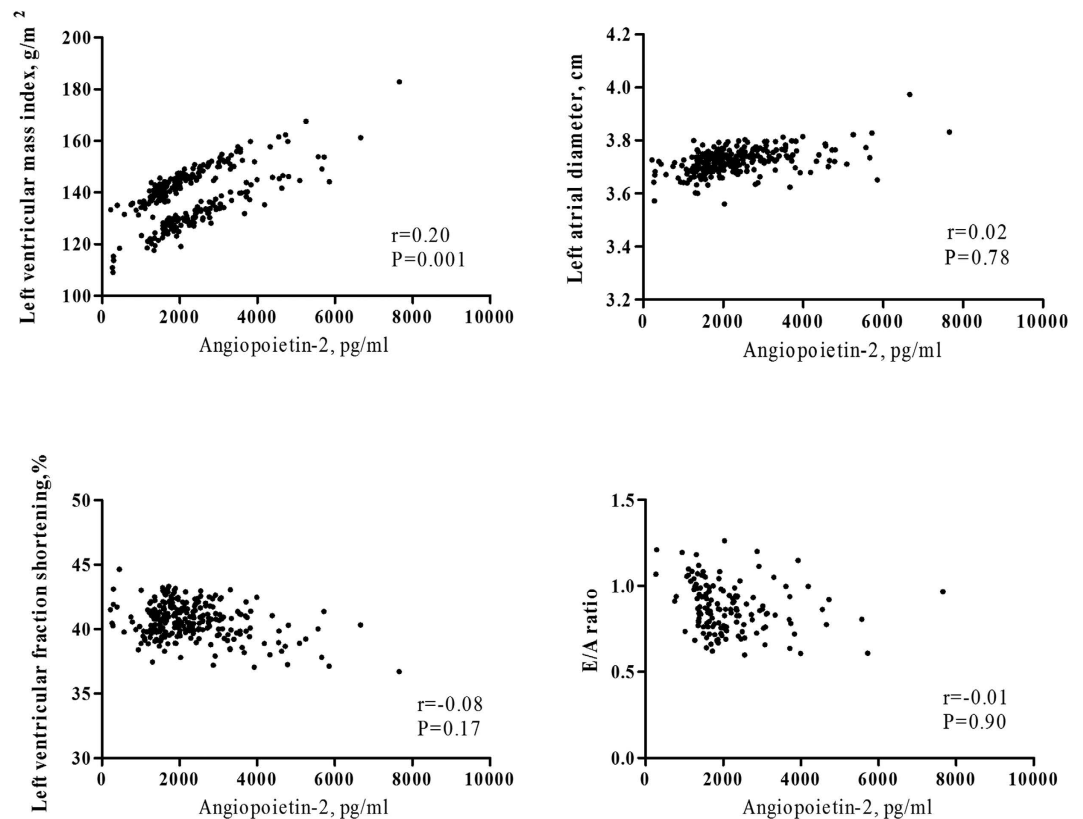 Left ventricular mass index, g/m²
200
180
160
140
120
100
0
2000
4000
6000
8000
10000
r=0.20
P=0.001
Angiopoietin-2, pg/ml
Left atrial diameter, cm
4.2
4.0
3.8
3.6
3.4
3.2
0
2000
4000
6000
8000
10000
r=0.02
P=0.78
Angiopoietin-2, pg/ml
Left ventricular fraction shortening,%
50
45
40
35
30
0
2000
4000
6000
8000
10000
r=-0.08
P=0.17
Angiopoietin-2, pg/ml
E/A ratio
1.5
1.0
0.5
0.0
0
2000
4000
6000
8000
10000
r=-0.01
P=0.90
Angiopoietin-2, pg/ml